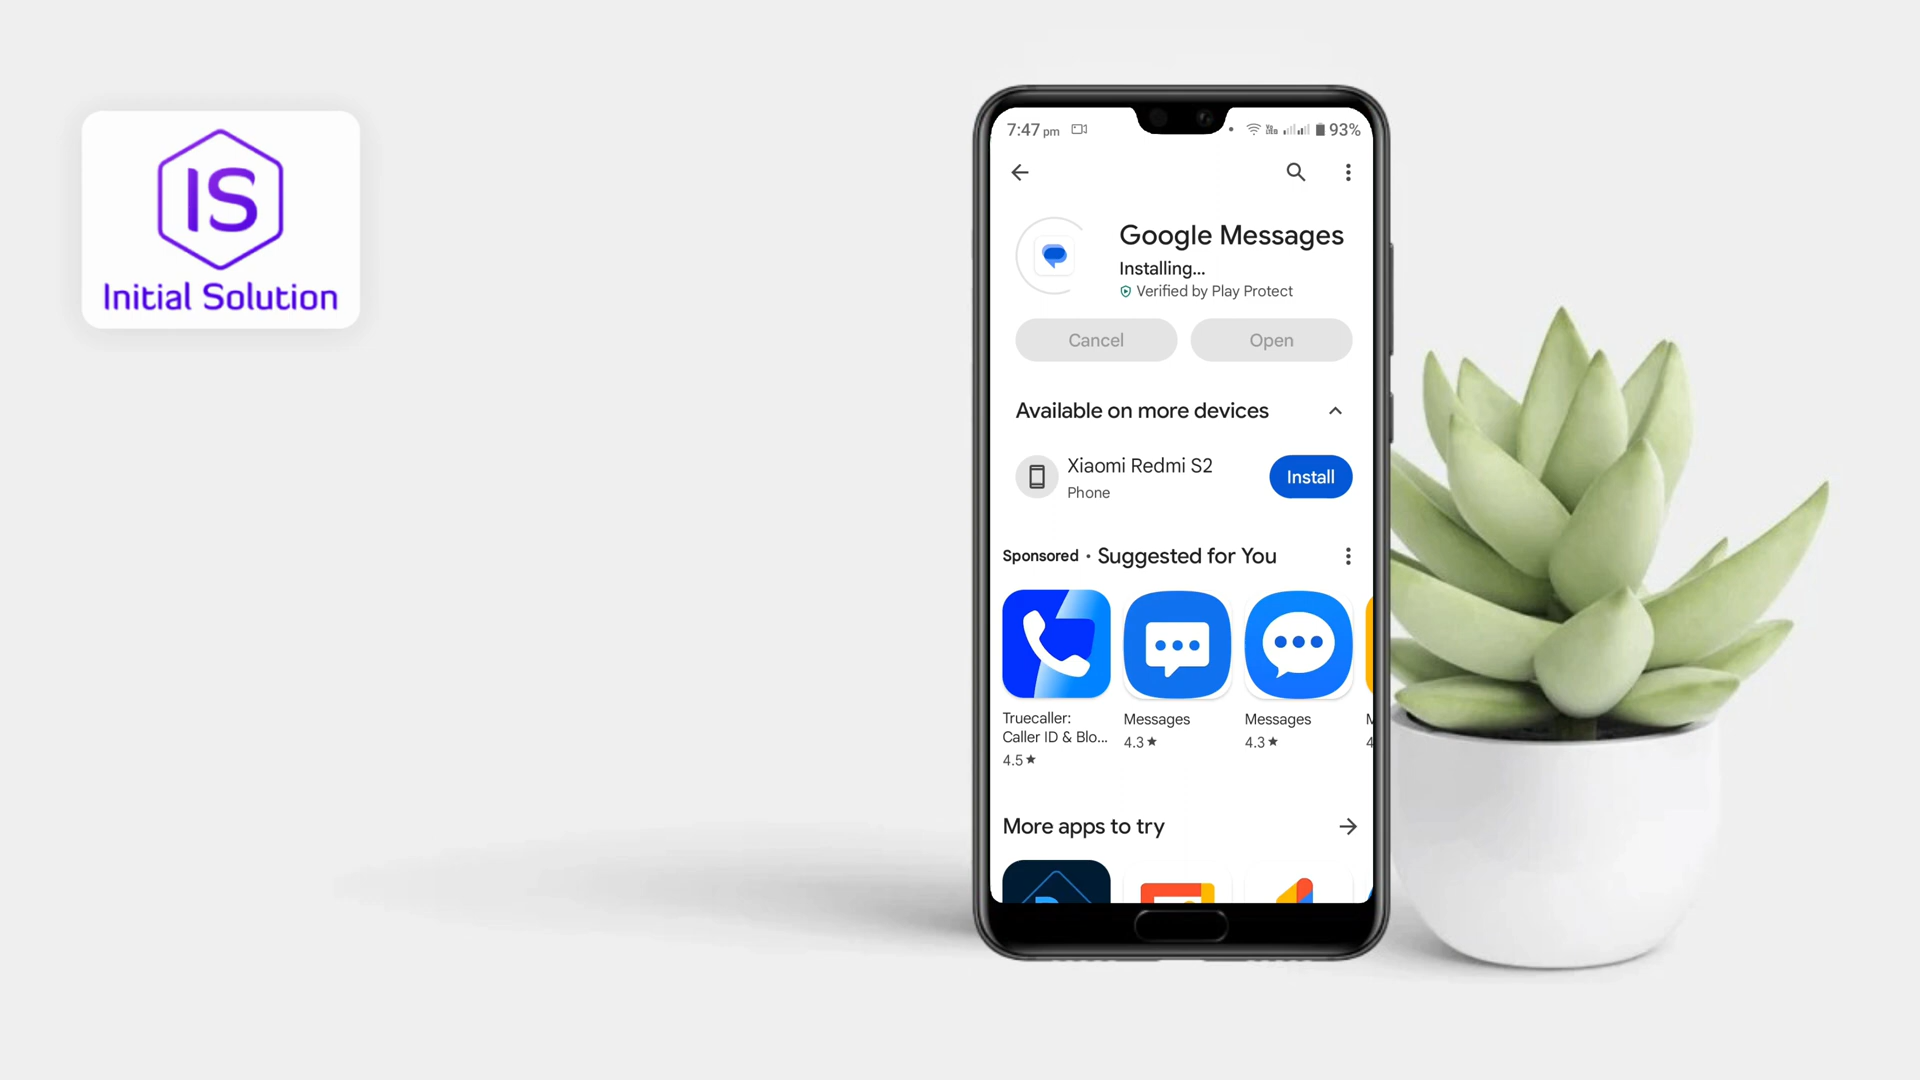 IS
Initial Solution
7:47 pm
93%
Google Messages
Installing...
Verified by Play Protect
Cancel
Open
Available on more devices
Xiaomi Redmi S2
Phone
Install
Sponsored • Suggested for You
Truecaller:
Caller ID & Blo...
4.5★
Messages
4.3★
Messages
4.3★
More apps to try